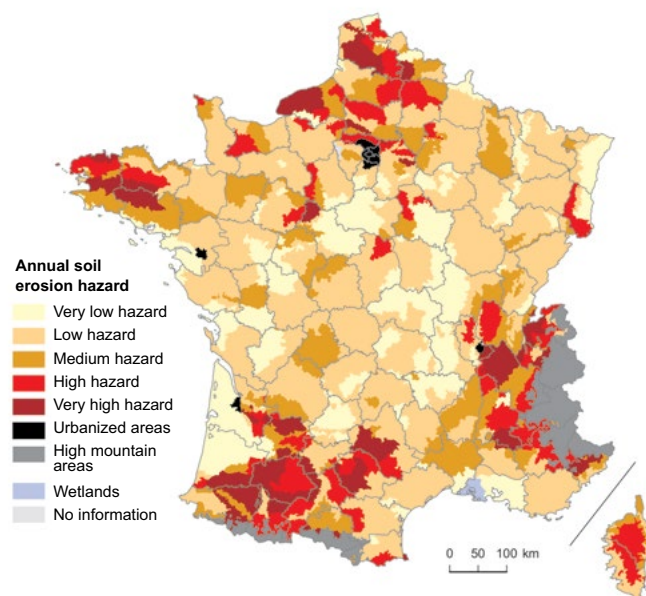 Annual soil
erosion hazard
Very low hazard
Low hazard
Medium hazard
High hazard
Very high hazard
Urbanized areas
High mountain
areas
Wetlands
No information
0 50 100 km